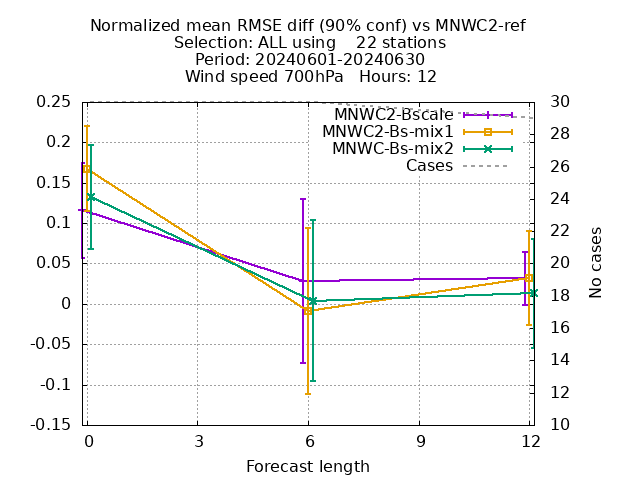 Normalized mean RMSE diff (90% conf) vs MNWC2-ref
Selection: ALL using    22 stations
Period: 20240601-20240630
Wind speed 700hPa   Hours: 12
MNWC2-Bscale
MNWC2-Bs-mix1
MNWC-Bs-mix2
Cases
0.25
0.2
0.15
0.1
0.05
0
-0.05
-0.1
-0.15
30
28
26
24
22
20
18
16
14
12
10
No cases
0
3
6
9
12
Forecast length